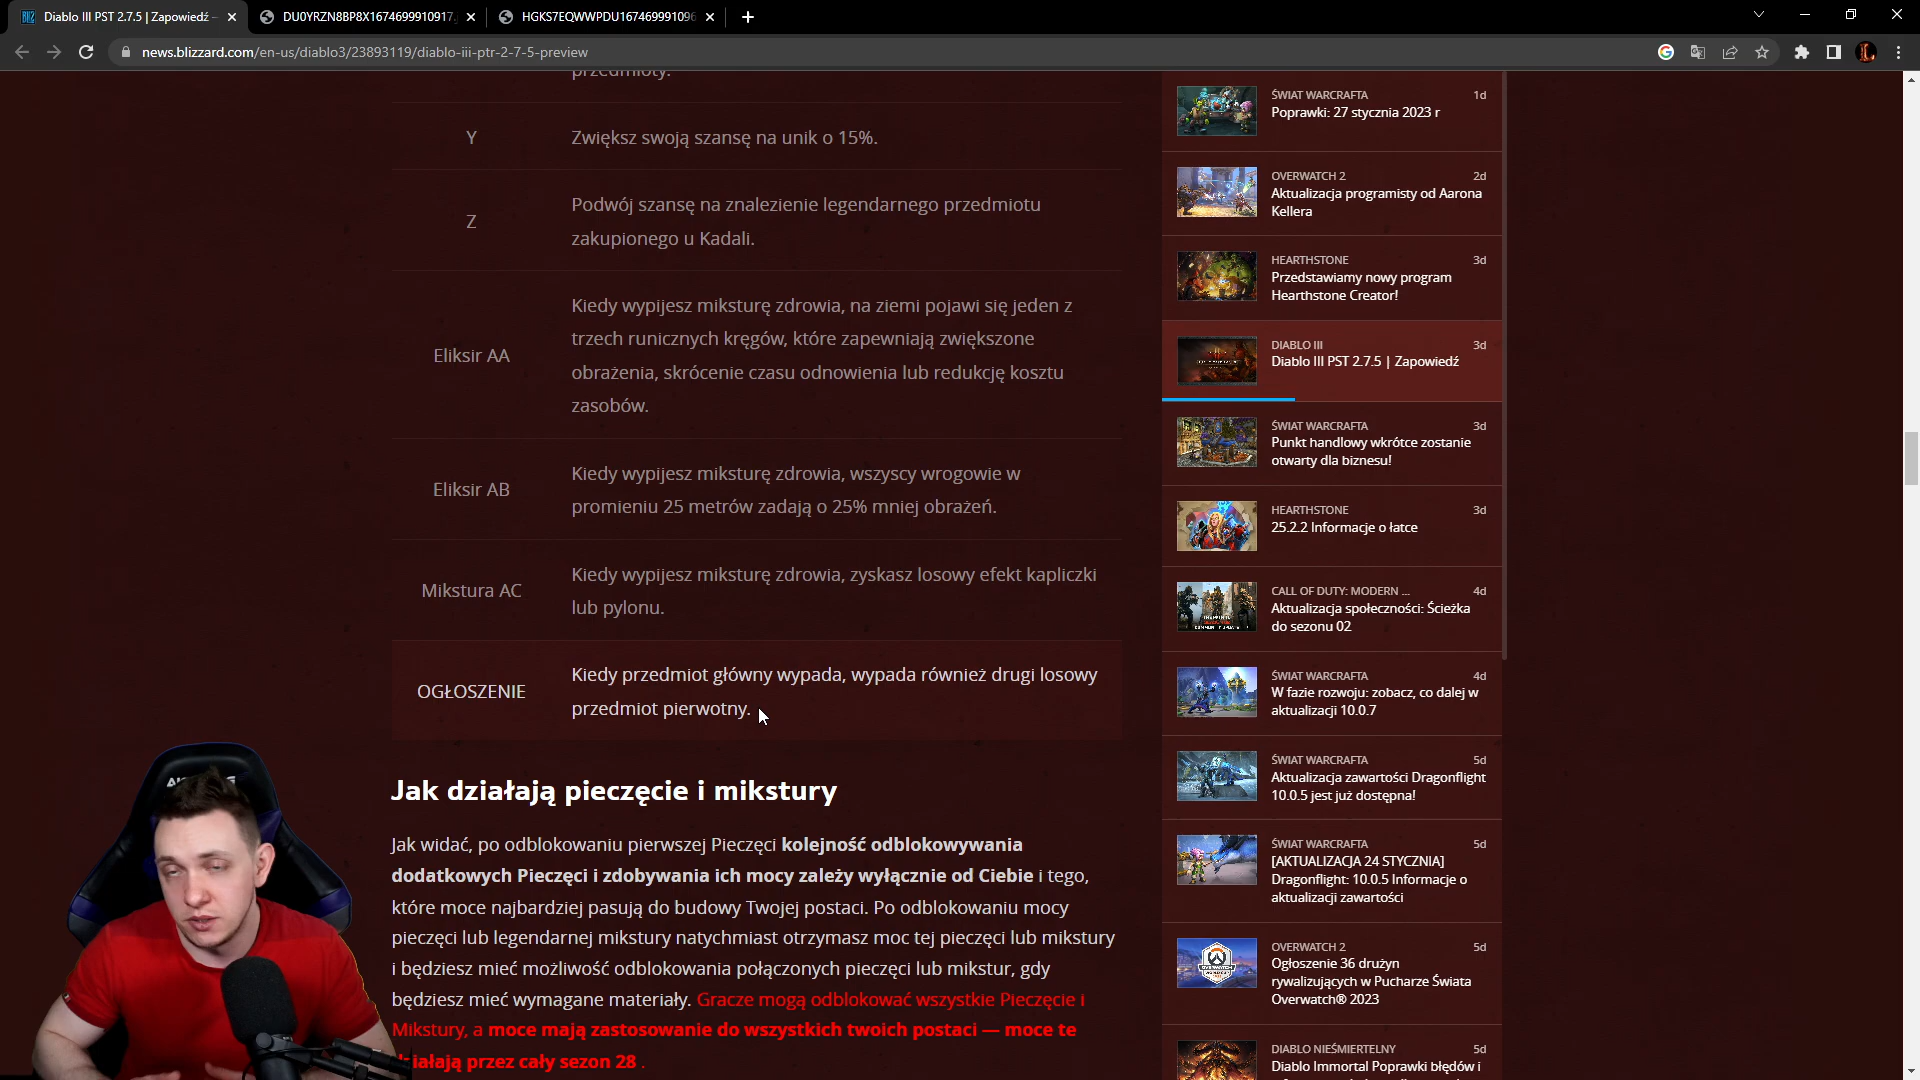 Diablo III PST 2.7.5 | Zapowiedź –
DU0YRZN8BP8X1674699910917.
HGKS7EQWWPDU1674699991096
news.blizzard.com/en-us/diablo3/23893119/diablo-iii-ptr-2-7-5-preview
przedmioty.
Y
Zwiększ swoją szansę na unik o 15%.
Z
Podwój szansę na znalezienie legendarnego przedmiotu
zakupionego u Kadali.
Eliksir AA
Kiedy wypijesz miksturę zdrowia, na ziemi pojawi się jeden z
trzech runicznych kręgów, które zapewniają zwiększone
obrażenia, skrócenie czasu odnowienia lub redukcję kosztu
zasobów.
Eliksir AB
Kiedy wypijesz miksturę zdrowia, wszyscy wrogowie w
promieniu 25 metrów zadają o 25% mniej obrażeń.
Mikstura AC
Kiedy wypijesz miksturę zdrowia, zyskasz losowy efekt kapliczki
lub pylonu.
OGŁOSZENIE
Kiedy przedmiot główny wypada, wypada również drugi losowy
przedmiot pierwotny.
Jak działają pieczęcie i mikstury
Jak widać, po odblokowaniu pierwszej Pieczęci kolejność odblokowywania
dodatkowych Pieczęci i zdobywania ich mocy zależy wyłącznie od Ciebie i tego,
które moce najbardziej pasują do budowy Twojej postaci. Po odblokowaniu mocy
pieczęci lub legendarnej mikstury natychmiast otrzymasz moc tej pieczęci lub mikstury
i będziesz mieć możliwość odblokowania połączonych pieczęci lub mikstur, gdy
będziesz mieć wymagane materiały. Gracze mogą odblokować wszystkie Pieczęcie i
Mikstury, a moce mają zastosowanie do wszystkich twoich postaci — moce te
działają przez cały sezon 28 .
ŚWIAT WARCRAFTA 1d
Poprawki: 27 stycznia 2023 r
OVERWATCH 2 2d
Aktualizacja programisty od Aarona
Kellera
HEARTHSTONE 3d
Przedstawiamy nowy program
Hearthstone Creator!
DIABLO III 3d
Diablo III PST 2.7.5 | Zapowiedź
ŚWIAT WARCRAFTA 3d
Punkt handlowy wkrótce zostanie
otwarty dla biznesu!
HEARTHSTONE 3d
25.2.2 Informacje o łatce
CALL OF DUTY: MODERN ... 4d
Aktualizacja społeczności: Ścieżka
do sezonu 02
ŚWIAT WARCRAFTA 4d
W fazie rozwoju: zobacz, co dalej w
aktualizacji 10.0.7
ŚWIAT WARCRAFTA 5d
Aktualizacja zawartości Dragonflight
10.0.5 jest już dostępna!
ŚWIAT WARCRAFTA 5d
[AKTUALIZACJA 24 STYCZNIA]
Dragonflight: 10.0.5 Informacje o
aktualizacji zawartości
OVERWATCH 2 5d
Ogłoszenie 36 drużyn
rywalizujących w Pucharze Świata
Overwatch® 2023
DIABLO NIEŚMIERTELNY 5d
Diablo Immortal Poprawki błędów i